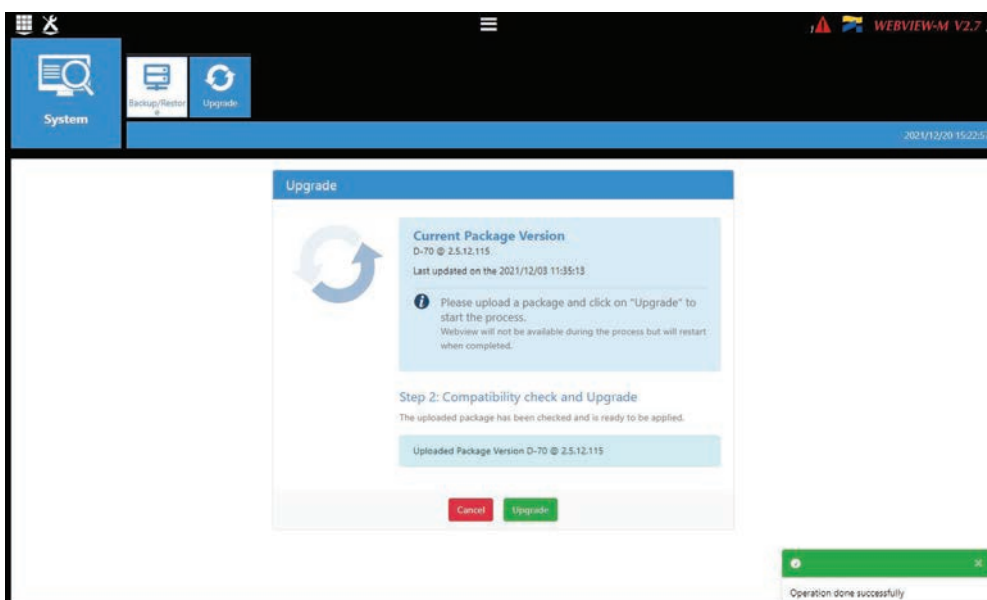 1 WEBVIEW-M V2.7
System
Backup/Restor
e
Upgrade
2021/12/20 15:22:57
Upgrade
Current Package Version
D-70 @ 2.5.12.115
Last updated on the 2021/12/03 11:35:13
Please upload a package and click on "Upgrade" to
start the process.
Webview will not be available during the process but will restart
when completed.
Step 2: Compatibility check and Upgrade
The uploaded package has been checked and is ready to be applied.
Uploaded Package Version D-70 @ 2.5.12.115
Cancel
Upgrade
Operation done successfully